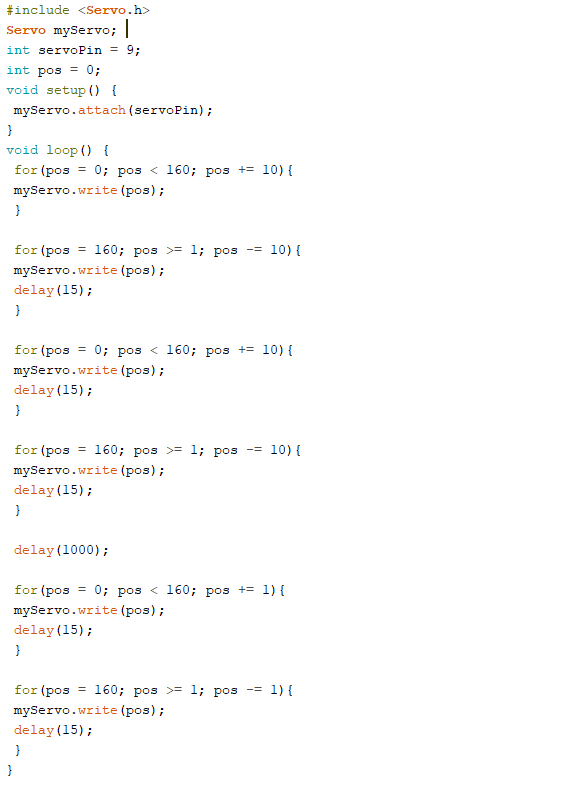 #include <Servo.h>
Servo myServo;
int servoPin = 9;
int pos = 0;
void setup() {
 myServo.attach(servoPin);
}
void loop() {
 for(pos = 0; pos < 160; pos += 10){
 myServo.write(pos);
 }

 for(pos = 160; pos >= 1; pos -= 10){
 myServo.write(pos);
 delay(15);
 }

 for(pos = 0; pos < 160; pos += 10){
 myServo.write(pos);
 delay(15);
 }

 for(pos = 160; pos >= 1; pos -= 10){
 myServo.write(pos);
 delay(15);
 }

 delay(1000);

 for(pos = 0; pos < 160; pos += 1){
 myServo.write(pos);
 delay(15);
 }

 for(pos = 160; pos >= 1; pos -= 1){
 myServo.write(pos);
 delay(15);
 }
}